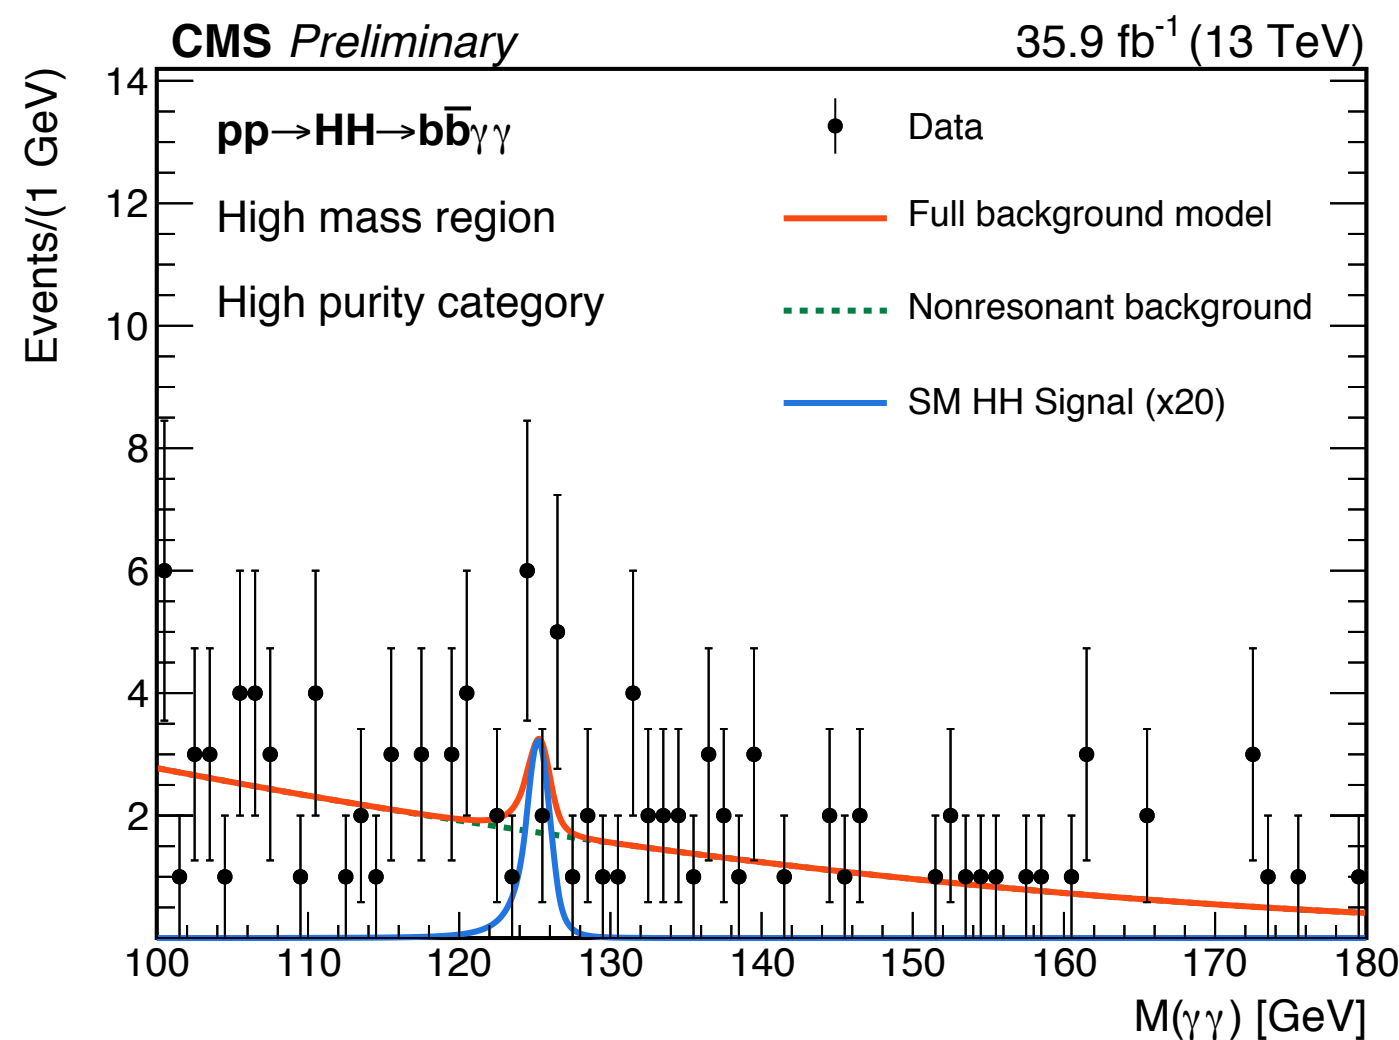 CMS Preliminary 35.9 fb⁻¹ (13 TeV)
Events/(1 GeV)
14
12
10
8
6
4
2
pp→HH→bb̅γγ
High mass region
High purity category
Data
Full background model
Nonresonant background
SM HH Signal (x20)
100 110 120 130 140 150 160 170 180
M(γγ) [GeV]